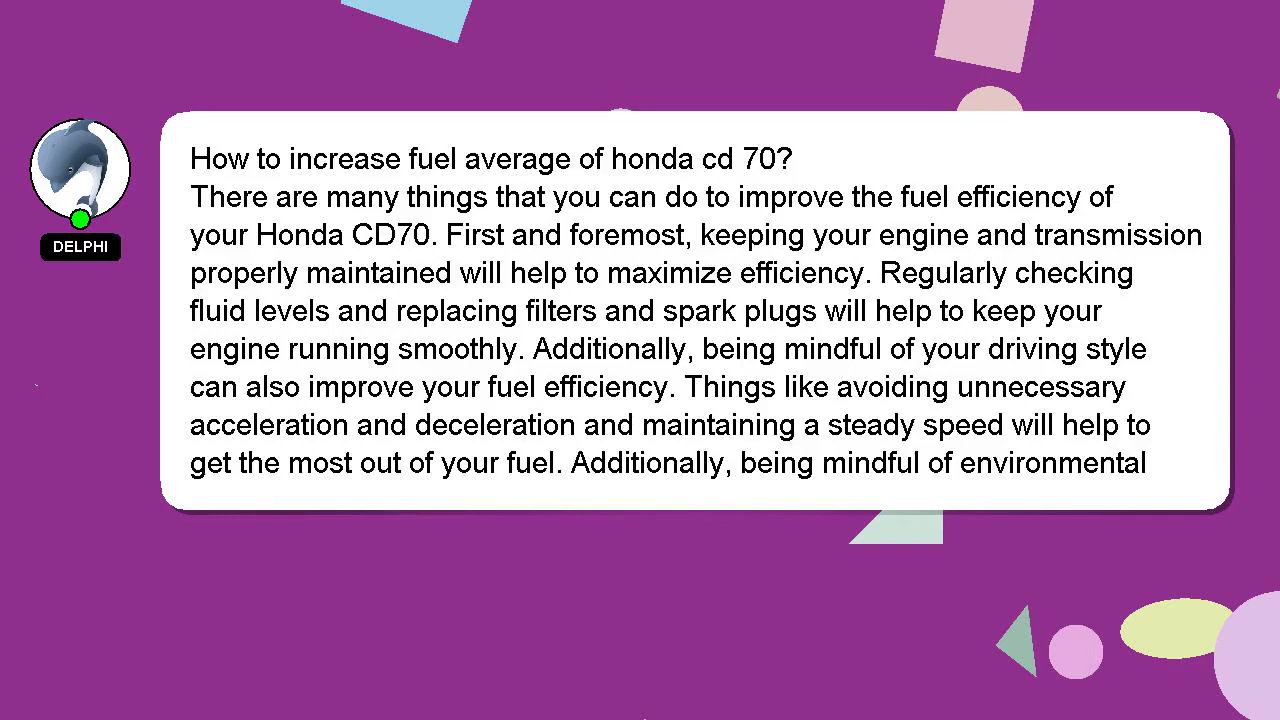 How to increase fuel average of honda cd 70?
There are many things that you can do to improve the fuel efficiency of
your Honda CD70. First and foremost, keeping your engine and transmission
properly maintained will help to maximize efficiency. Regularly checking
fluid levels and replacing filters and spark plugs will help to keep your
engine running smoothly. Additionally, being mindful of your driving style
can also improve your fuel efficiency. Things like avoiding unnecessary
acceleration and deceleration and maintaining a steady speed will help to
get the most out of your fuel. Additionally, being mindful of environmental
DELPHI